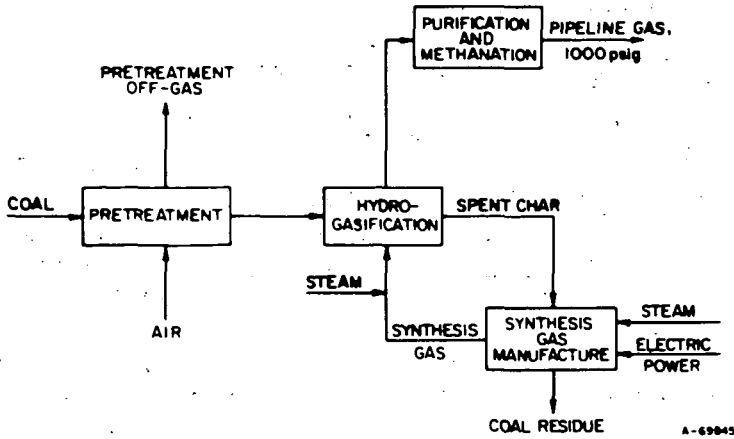 PURIFICATION
AND
METHANATION
PIPELINE GAS,
1000 psig
PRETREATMENT
OFF-GAS
COAL
PRETREATMENT
HYDRO-
GASIFICATION
SPENT CHAR
STEAM
AIR
SYNTHESIS
GAS
SYNTHESIS
GAS
MANUFACTURE
STEAM
ELECTRIC
POWER
COAL RESIDUE
A-69845